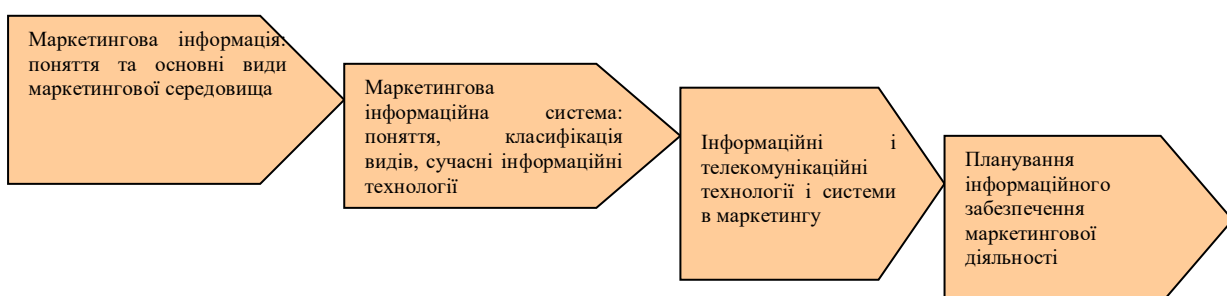 Маркетингова інформація:
поняття та основні види
маркетингової середовища
Маркетингова
інформаційна система:
поняття, класифікація
видів, сучасні інформаційні
технології
Інформаційні і
телекомунікаційні
технології і системи
в маркетингу
Планування
інформаційного
забезпечення
маркетингової
діяльності